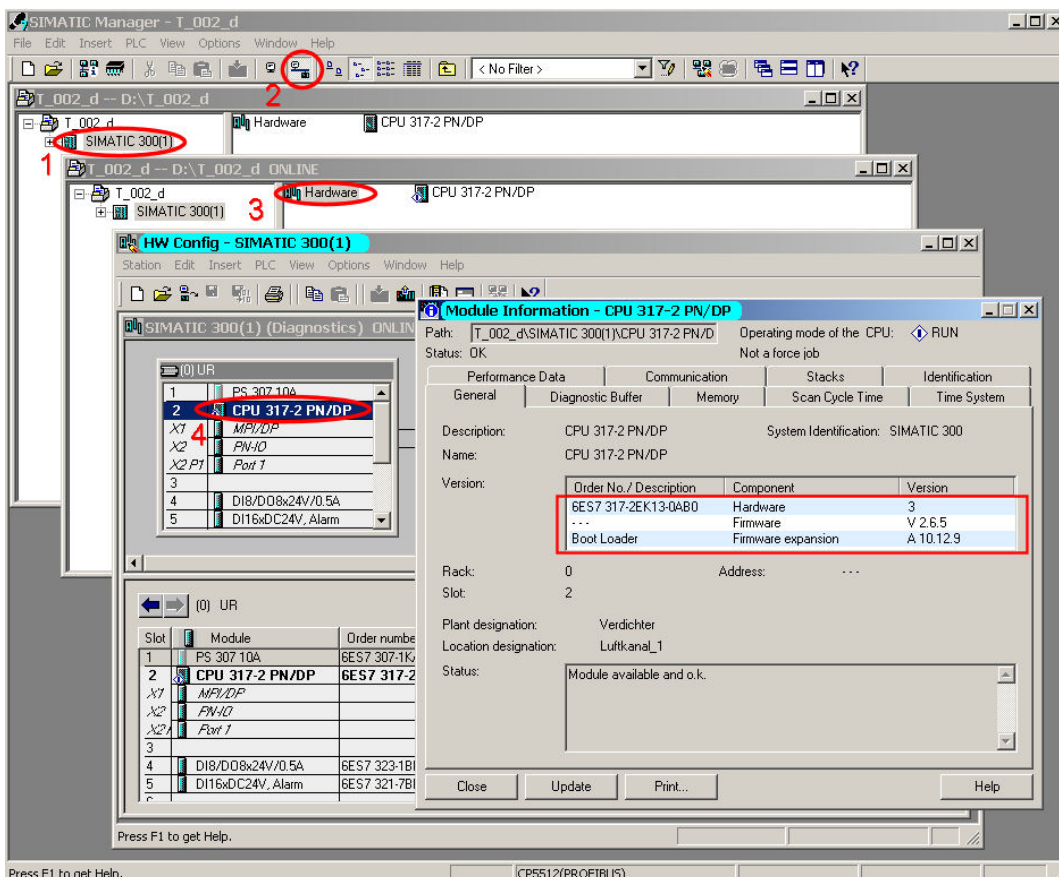 SIMATIC Manager - T_002_d
File Edit Insert PLC View Options Window Help
< No Filter >
2
T_002_d -- D:\T_002_d
T_002_d
SIMATIC 300(1)
Hardware
CPU 317-2 PN/DP
1
T_002_d -- D:\T_002_d ONLINE
T_002_d
SIMATIC 300(1)
3
Hardware
CPU 317-2 PN/DP
HW Config - SIMATIC 300(1)
Station Edit Insert PLC View Options Window Help
SIMATIC 300(1) (Diagnostics) ONLIN
(0) UR
1 PS 307 10A
2 CPU 317-2 PN/DP
X1 MPI/DP
4
X2 PN-IO
X2 P1 Port 1
3
4 DI8/DO8x24V/0.5A
5 DI16xDC24V, Alarm
(0) UR
Slot Module Order numbe
1 PS 307 10A 6ES7 307-1K
2 CPU 317-2 PN/DP 6ES7 317-2
X1 MPI/DP
X2 PN-IO
X2 Port 1
3
4 DI8/DO8x24V/0.5A 6ES7 323-1B
5 DI16xDC24V, Alarm 6ES7 321-7B
Press F1 to get Help.
Module Information - CPU 317-2 PN/DP
Path: T_002_d\SIMATIC 300(1)\CPU 317-2 PN/D Operating mode of the CPU: RUN
Status: OK Not a force job
Performance Data Communication Stacks Identification
General Diagnostic Buffer Memory Scan Cycle Time Time System
Description: CPU 317-2 PN/DP System Identification: SIMATIC 300
Name: CPU 317-2 PN/DP
Version:
Order No./ Description Component Version
6ES7 317-2EK13-0AB0 Hardware 3
- - - Firmware V 2.6.5
Boot Loader Firmware expansion A 10.12.9
Rack: 0 Address: - - -
Slot: 2
Plant designation: Verdichter
Location designation: Luftkanal_1
Status: Module available and o.k.
Close Update Print... Help
Press F1 to get Help. CP5512(PROFIBUS)